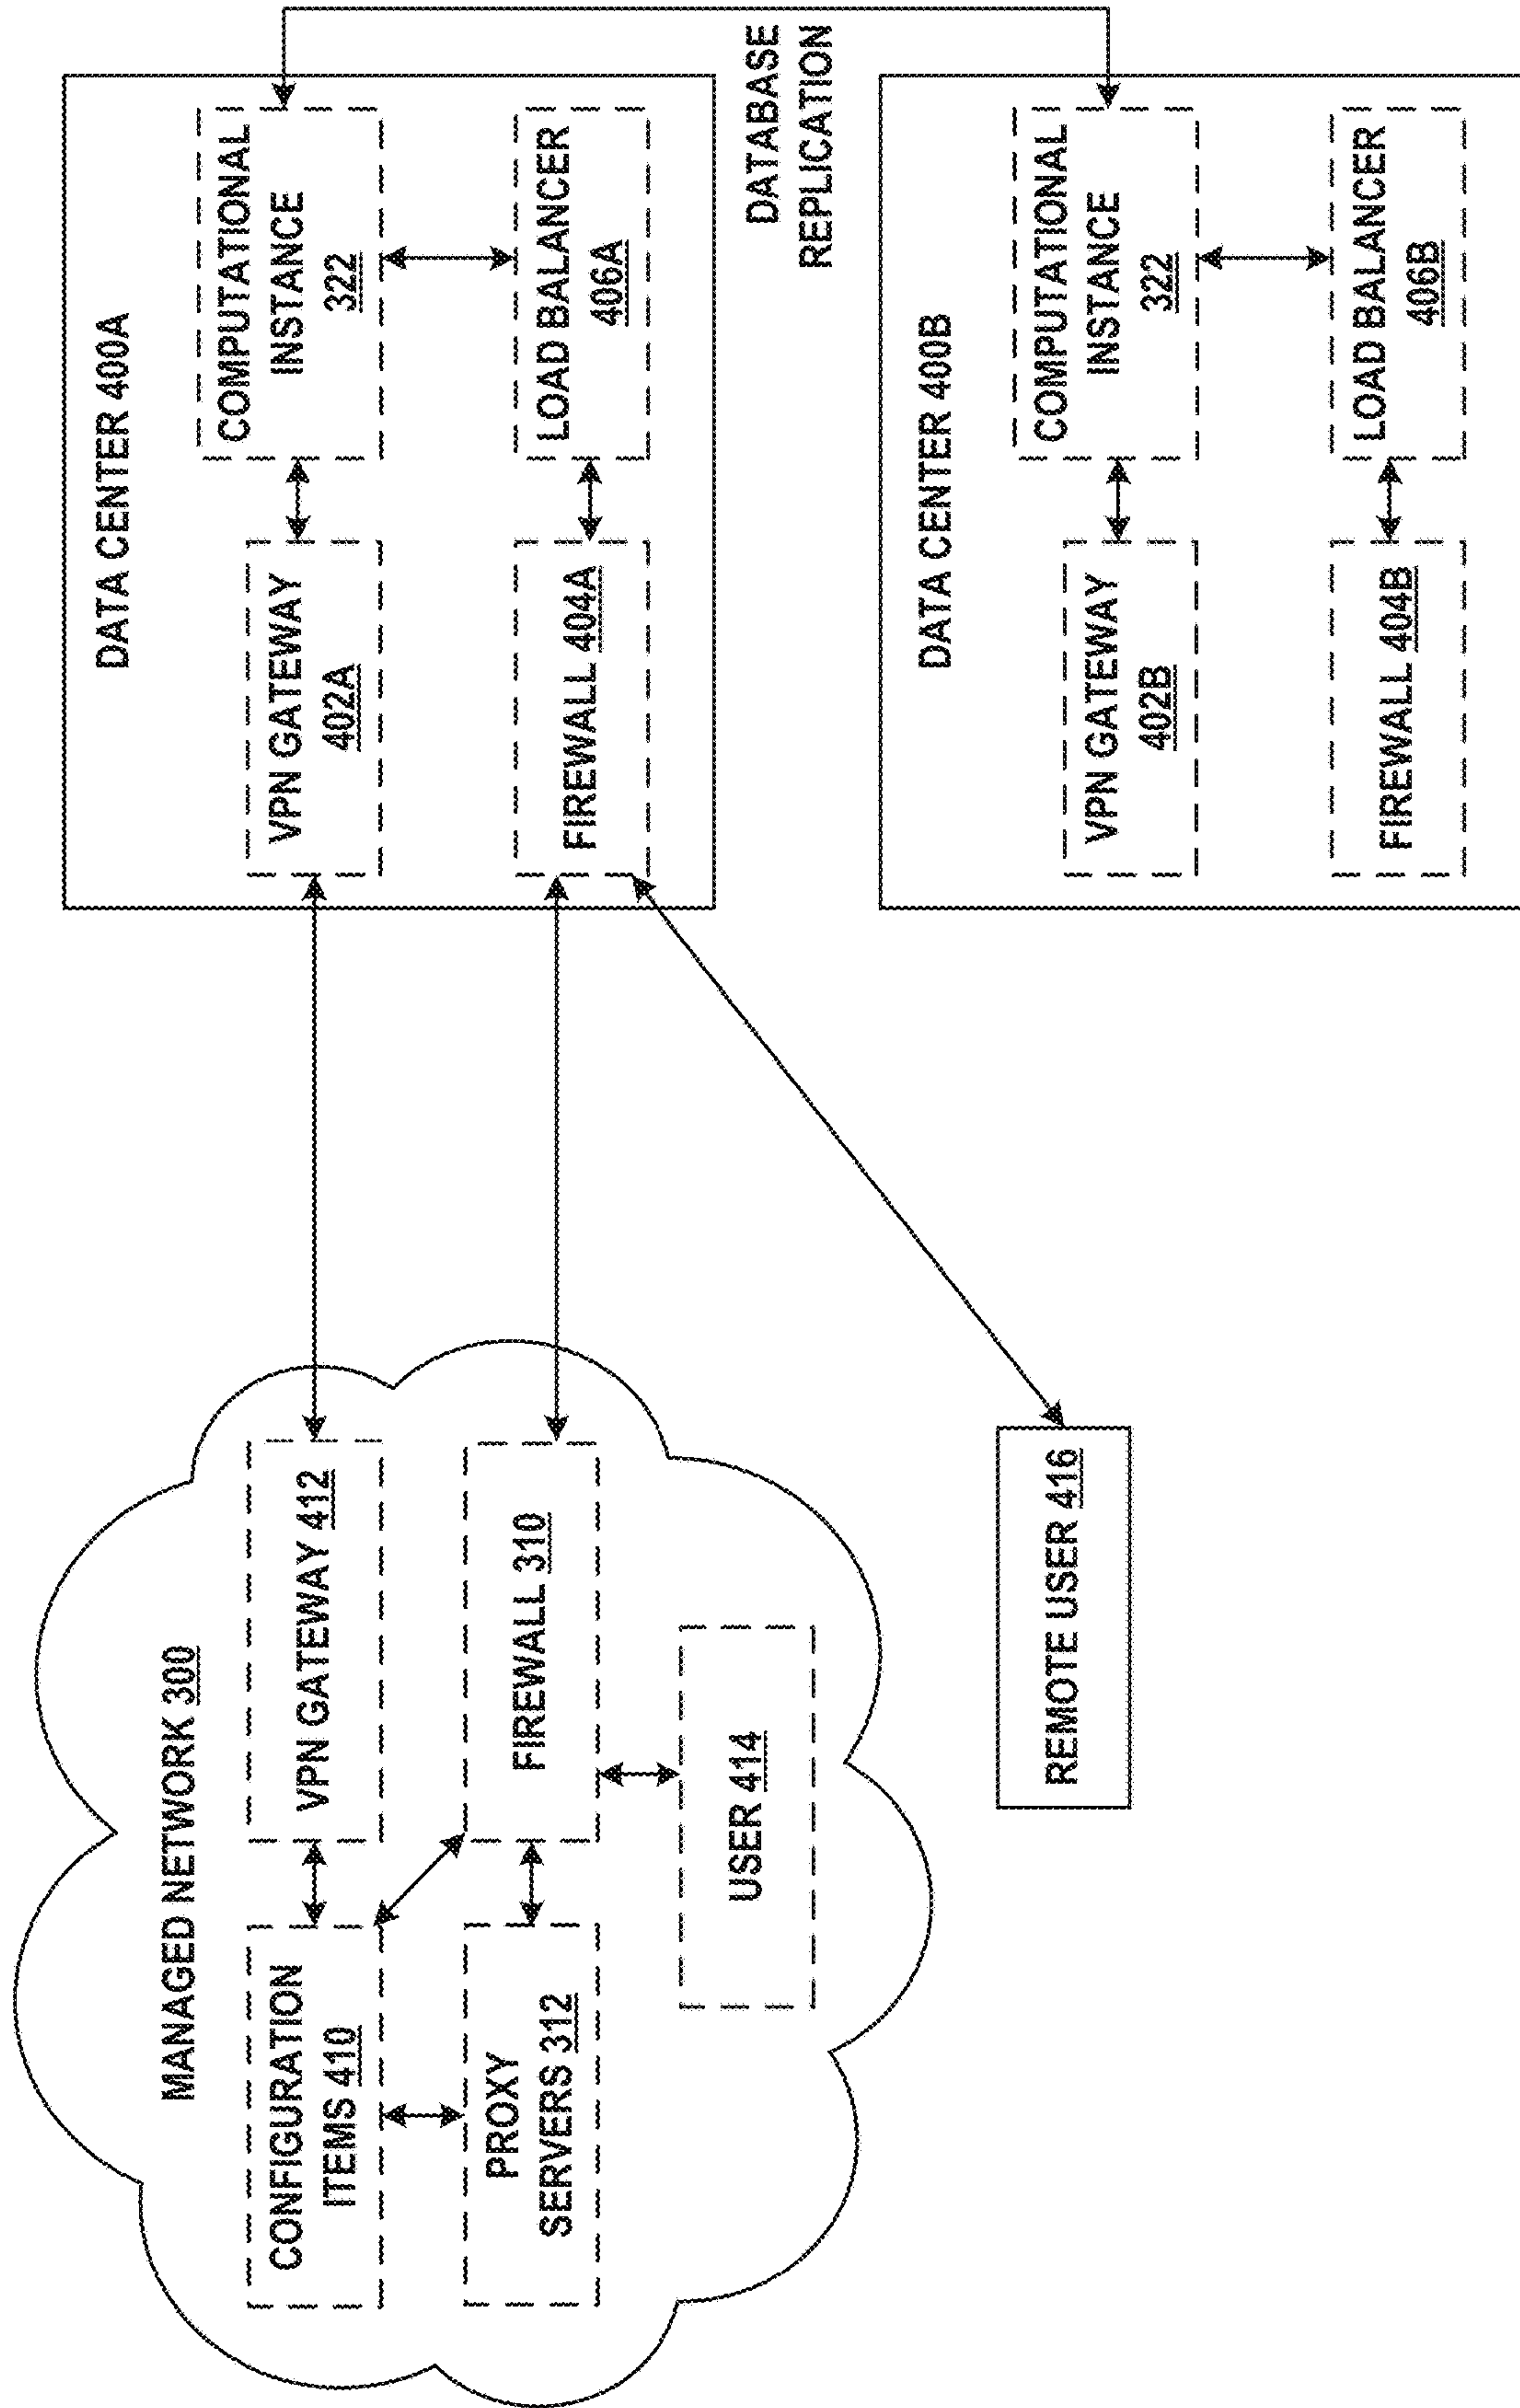 MANAGED NETWORK 300
CONFIGURATION
ITEMS 410
VPN GATEWAY 412
PROXY
SERVERS 312
FIREWALL 310
USER 414
REMOTE USER 416
DATA CENTER 400A
VPN GATEWAY
402A
COMPUTATIONAL
INSTANCE
322
FIREWALL 404A
LOAD BALANCER
406A
DATABASE
REPLICATION
DATA CENTER 400B
VPN GATEWAY
402B
COMPUTATIONAL
INSTANCE
322
FIREWALL 404B
LOAD BALANCER
406B